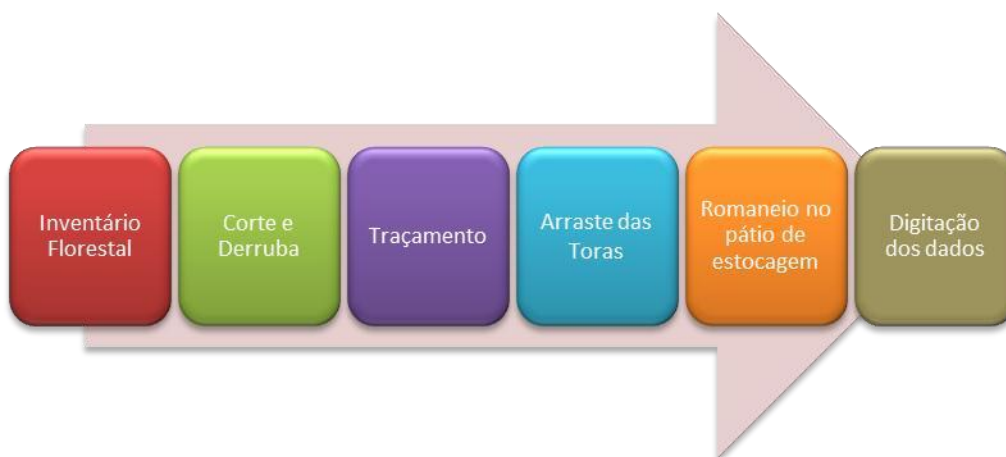 Inventário
Florestal
Corte e
Derruba
Traçamento
Arraste das
Toras
Romaneio no
pátio de
estocagem
Digitação
dos dados